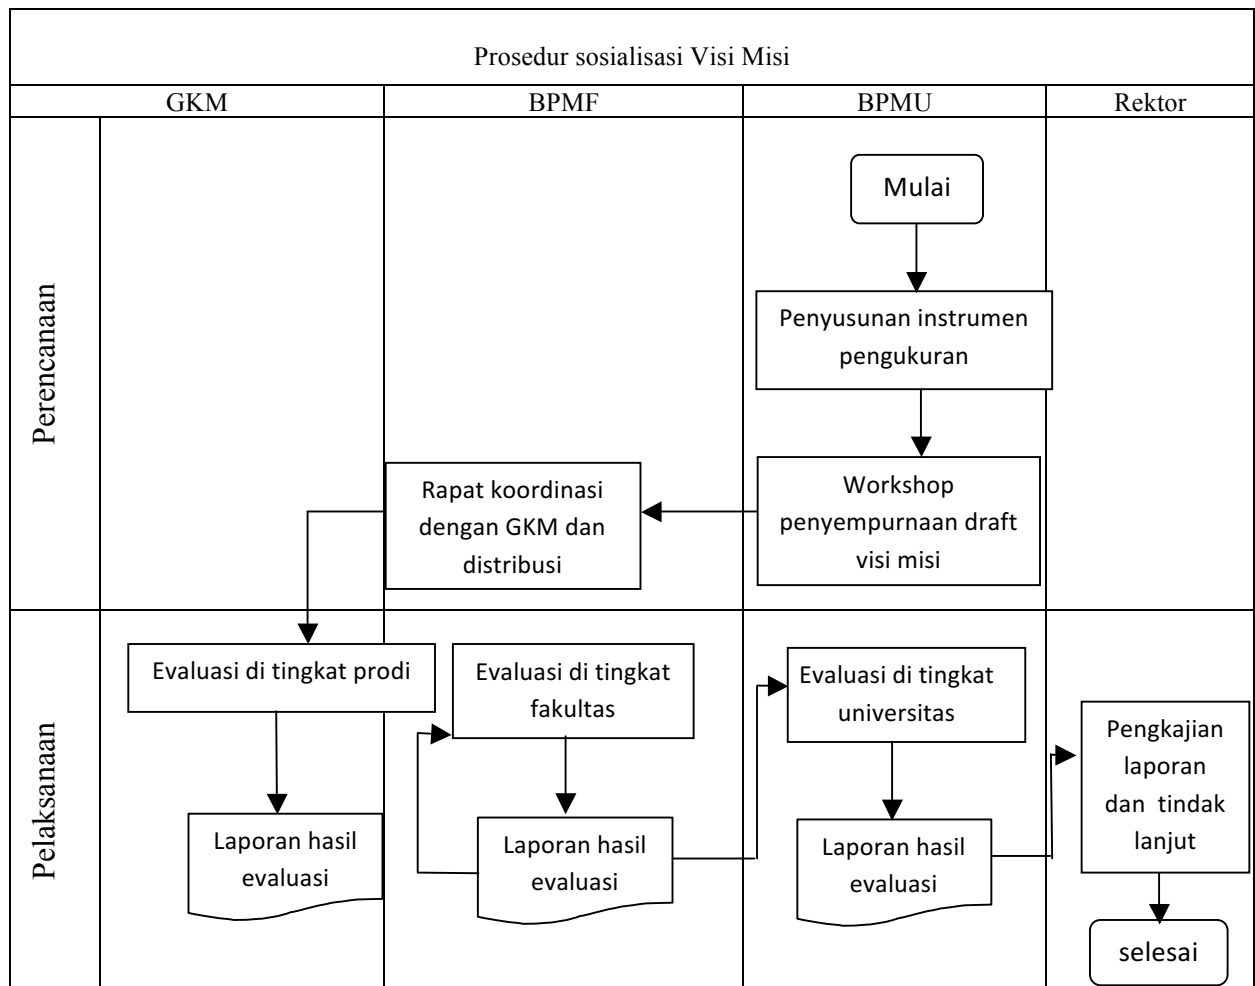 Prosedur sosialisasi Visi Misi
GKM
BPMF
BPMU
Rektor
Perencanaan
Mulai
Penyusunan instrumen
pengukuran
Workshop
penyempurnaan draft
visi misi
Rapat koordinasi
dengan GKM dan
distribusi
Pelaksanaan
Evaluasi di tingkat prodi
Laporan hasil
evaluasi
Evaluasi di tingkat
fakultas
Laporan hasil
evaluasi
Evaluasi di tingkat
universitas
Laporan hasil
evaluasi
Pengkajian
laporan
dan tindak
lanjut
selesai